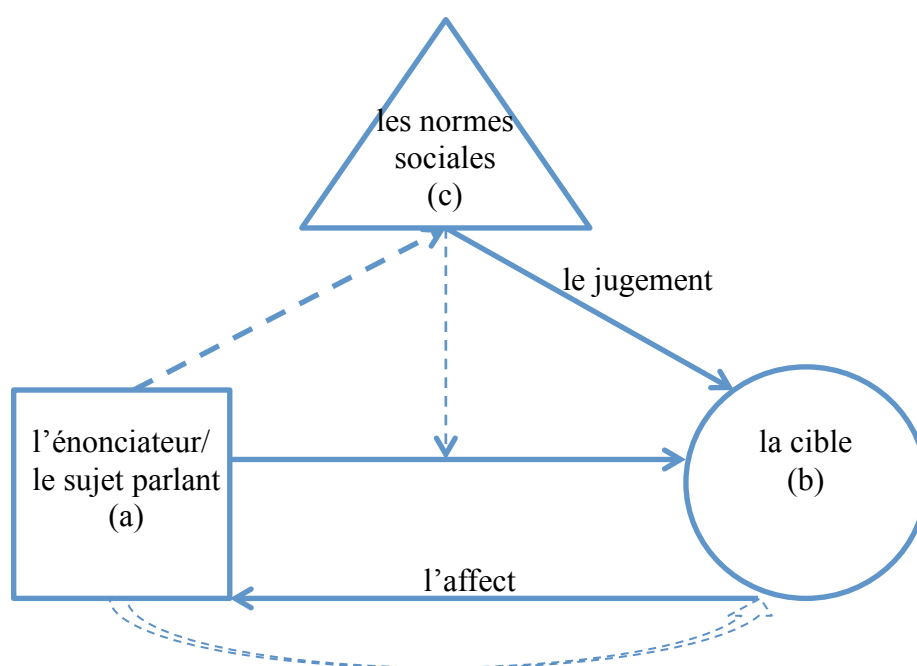 les normes
sociales
(c)
le jugement
l’énonciateur/
le sujet parlant
(a)
la cible
(b)
l’affect